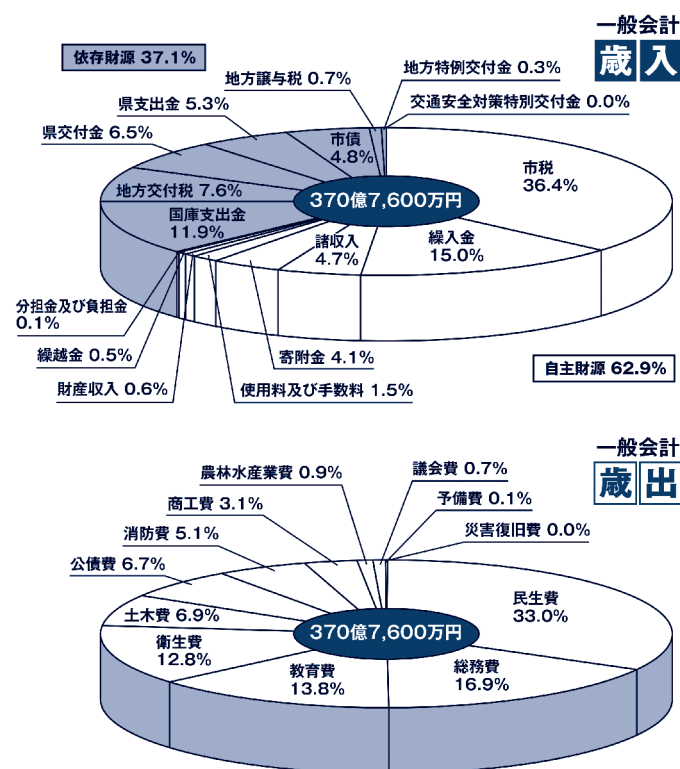 一般会計
歳入
依存財源 37.1%
地方譲与税 0.7%
地方特例交付金 0.3%
県支出金 5.3%
交通安全対策特別交付金 0.0%
県交付金 6.5%
市債
4.8%
市税
36.4%
地方交付税 7.6%
370億7,600万円
国庫支出金
11.9%
諸収入
4.7%
繰入金
15.0%
分担金及び負担金
0.1%
繰越金 0.5%
寄附金 4.1%
自主財源 62.9%
財産収入 0.6%
使用料及び手数料 1.5%
一般会計
歳出
農林水産業費 0.9%
議会費 0.7%
商工費 3.1%
予備費 0.1%
消防費 5.1%
災害復旧費 0.0%
公債費 6.7%
民生費
33.0%
土木費 6.9%
370億7,600万円
衛生費
12.8%
教育費
13.8%
総務費
16.9%